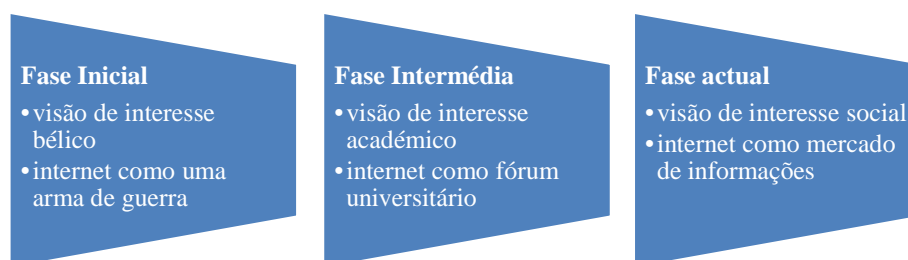 Fase Inicial
• visão de interesse
bélico
• internet como uma
arma de guerra
Fase Intermédia
• visão de interesse
académico
• internet como fórum
universitário
Fase actual
• visão de interesse social
• internet como mercado
de informações